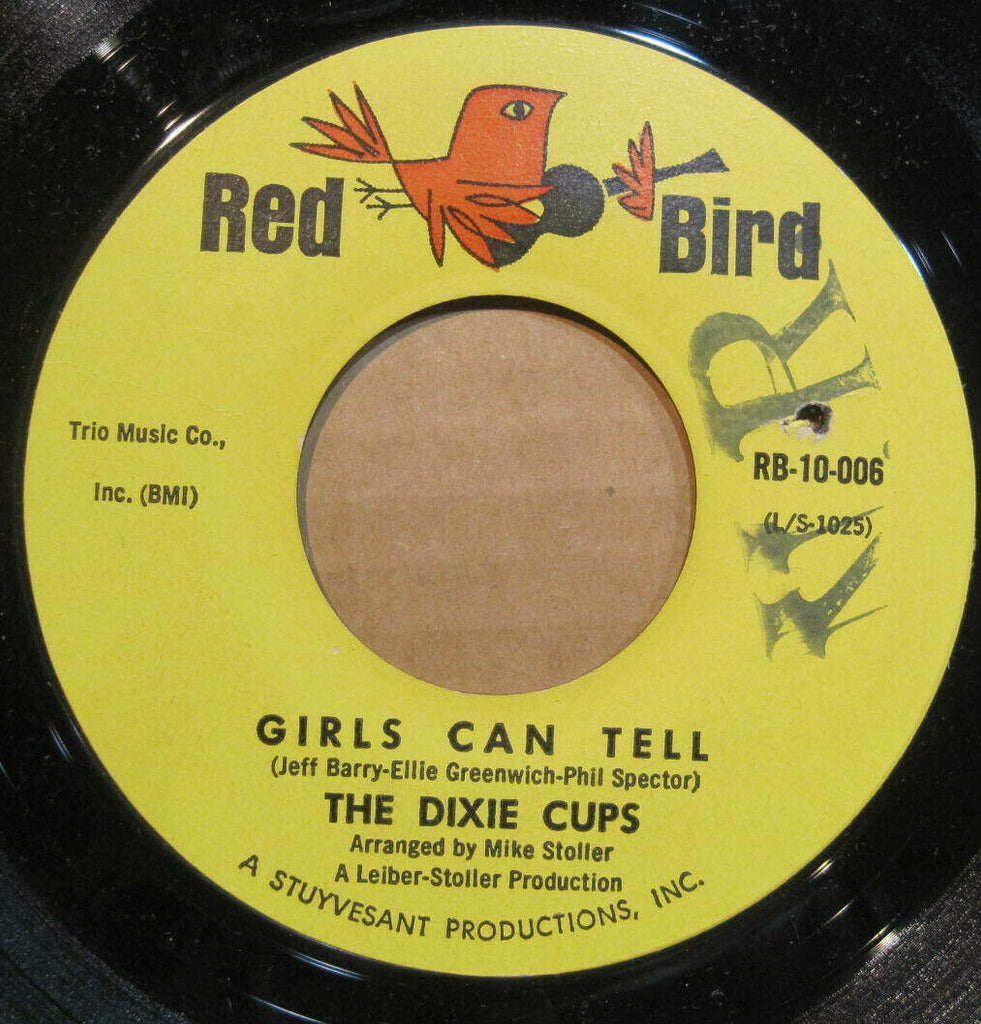 Red Bird
Trio Music Co.,
Inc. (BMI)
RB-10-006
(L/S-1025)
GIRLS CAN TELL
(Jeff Barry-Ellie Greenwich-Phil Spector)
THE DIXIE CUPS
Arranged by Mike Stoller
A Leiber-Stoller Production
A STUYVESANT PRODUCTIONS, INC.